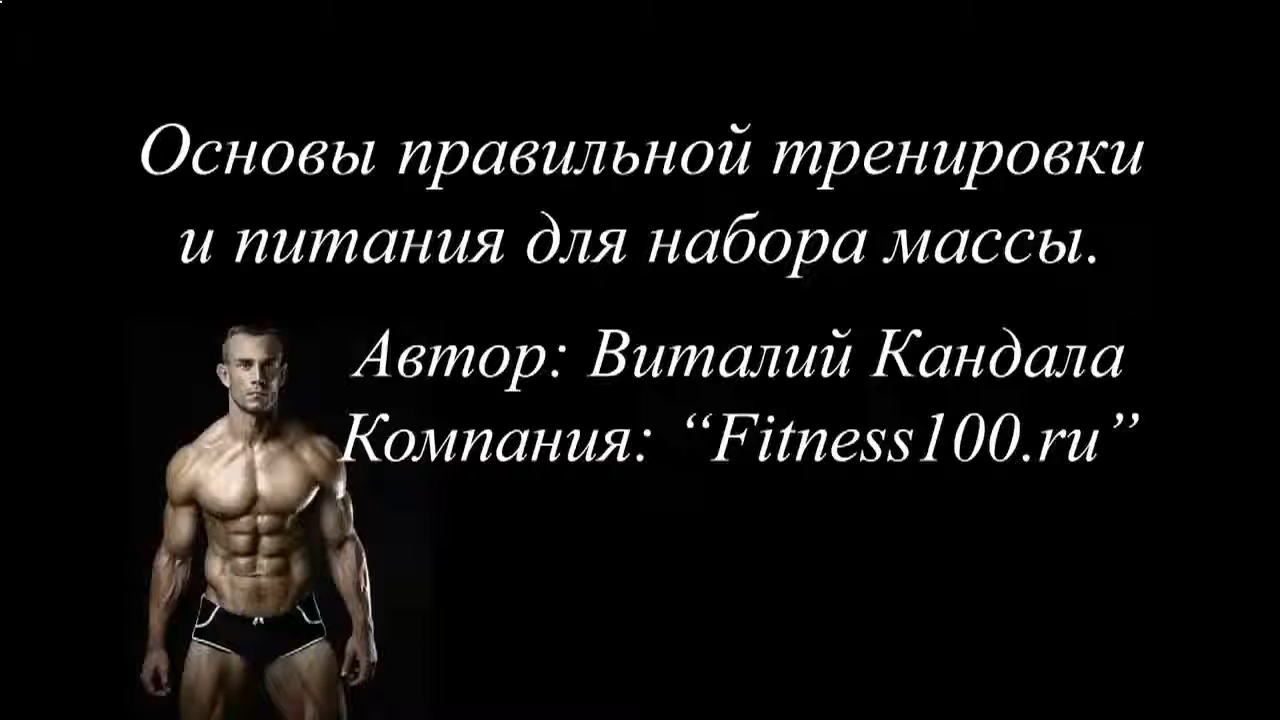 Основы правильной тренировки
и питания для набора массы.
Автор: Виталий Кандала
Компания: “Fitness100.ru”